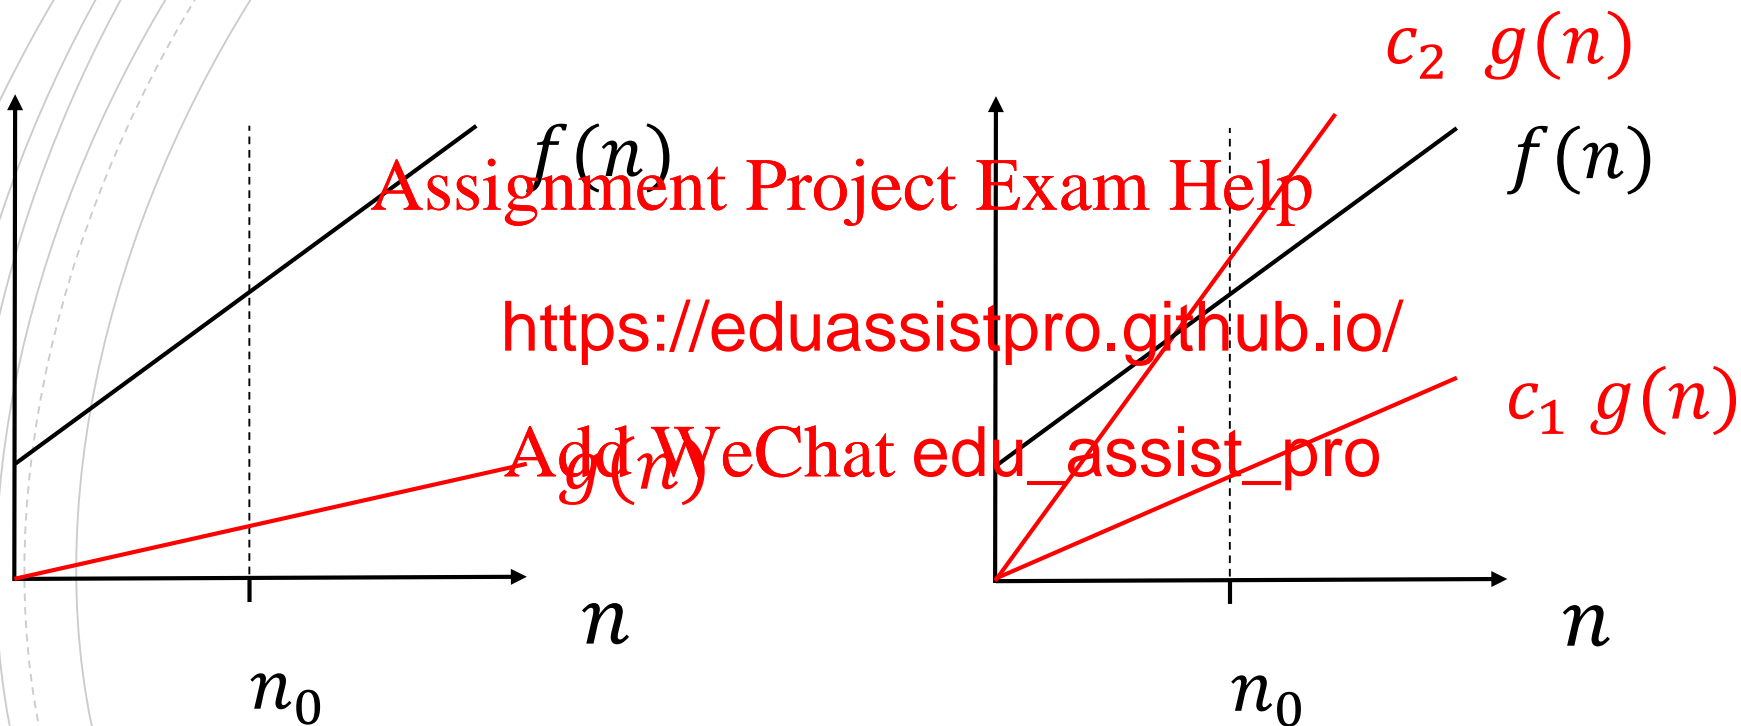 c₂ g(n)
f(n)
f(n)
Assignment Project Exam Help
https://eduassistpro.github.io/
c₁ g(n)
g(n)
Add WeChat edu_assist_pro
n
n
n₀
n₀